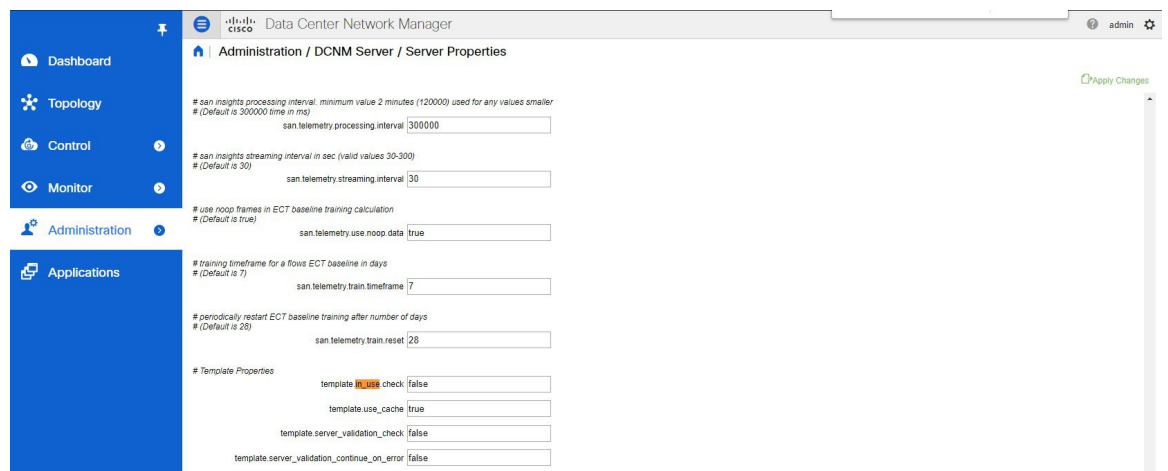 cisco Data Center Network Manager
admin
Administration / DCNM Server / Server Properties
Apply Changes
Dashboard
Topology
Control
Monitor
Administration
Applications
# san insights processing interval. minimum value 2 minutes (120000) used for any values smaller
# (Default is 300000 time in ms)
san.telemetry.processing.interval 300000
# san insights streaming interval in sec (valid values 30-300)
# (Default is 30)
san.telemetry.streaming.interval 30
# use noop frames in ECT baseline training calculation
# (Default is true)
san.telemetry.use.noop.data true
# training timeframe for a flows ECT baseline in days
# (Default is 7)
san.telemetry.train.timeframe 7
# periodically restart ECT baseline training after number of days
# (Default is 28)
san.telemetry.train.reset 28
# Template Properties
template.in_use.check false
template.use_cache true
template.server_validation_check false
template.server_validation_continue_on_error false